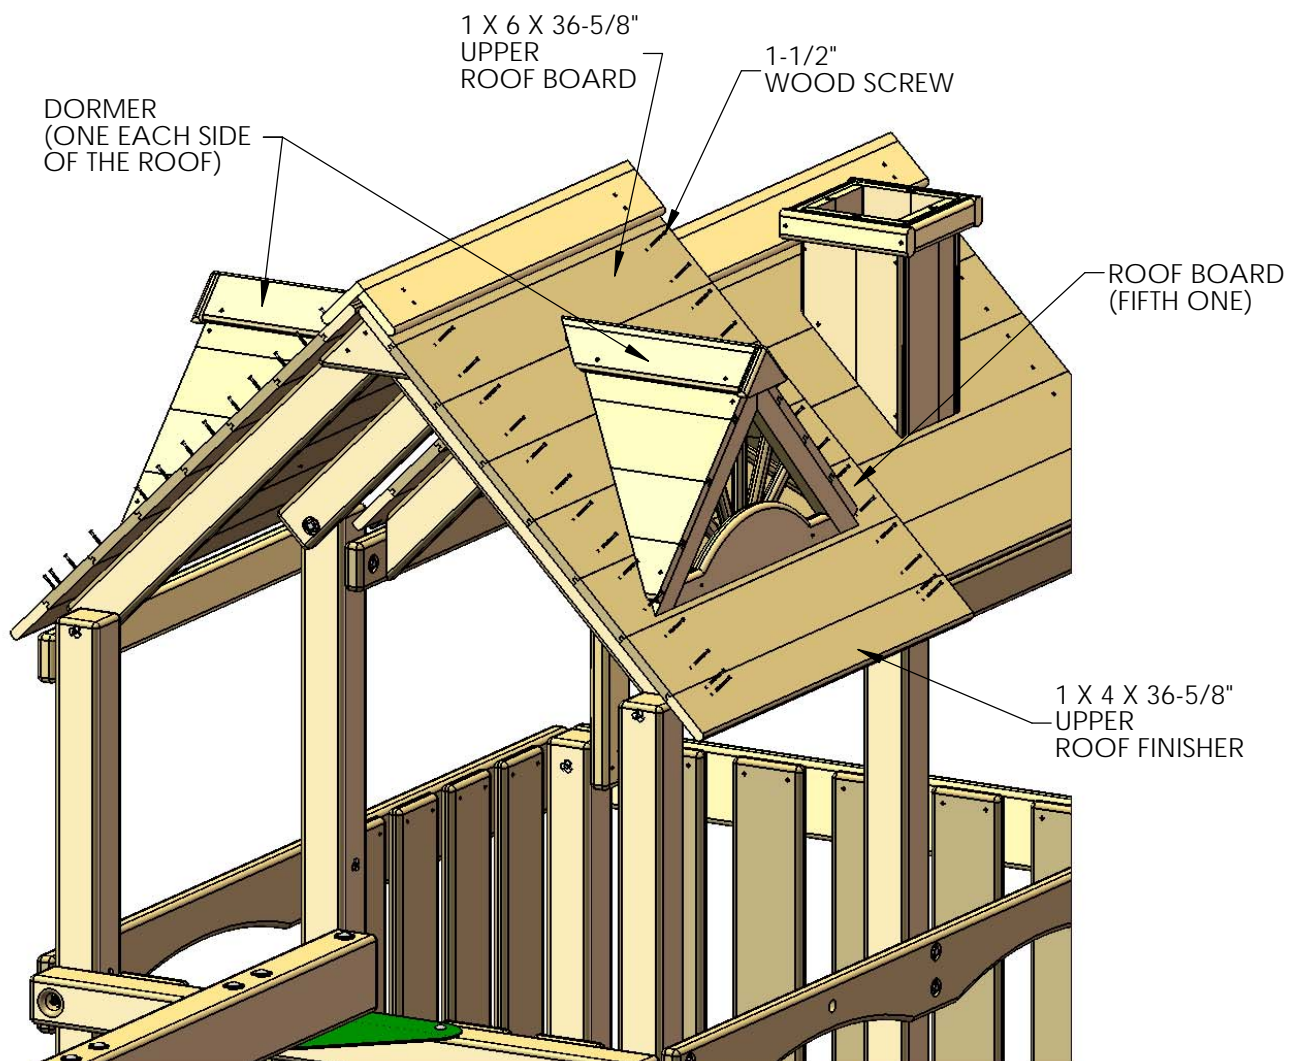 1 X 6 X 36-5/8"
UPPER
ROOF BOARD
1-1/2"
WOOD SCREW
DORMER
(ONE EACH SIDE
OF THE ROOF)
ROOF BOARD
(FIFTH ONE)
1 X 4 X 36-5/8"
UPPER
ROOF FINISHER